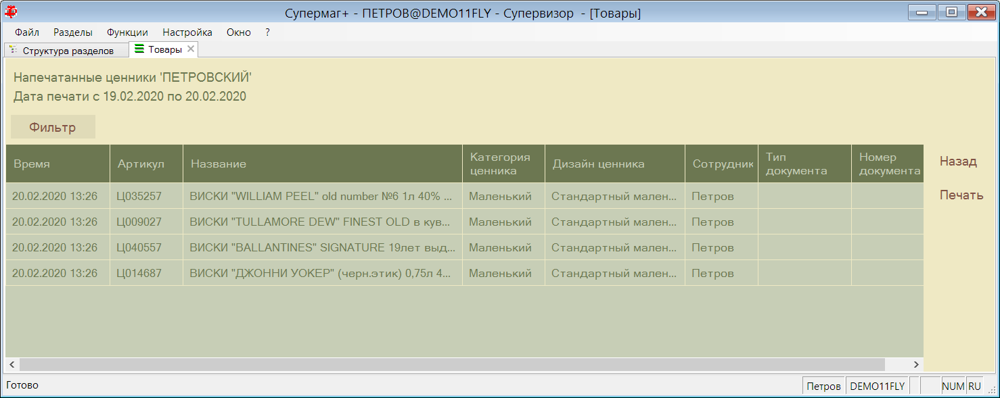 Супермаг+ - ПЕТРОВ@DEMO11FLY - Супервизор - [Товары]
Файл Разделы Функции Настройка Окно ?
Структура разделов Товары
Напечатанные ценники 'ПЕТРОВСКИЙ'
Дата печати с 19.02.2020 по 20.02.2020
Фильтр
Время Артикул Название Категория ценника Дизайн ценника Сотрудник Тип документа Номер документа
Назад
20.02.2020 13:26 Ц035257 ВИСКИ "WILLIAM PEEL" old number №6 1л 40% ... Маленький Стандартный мален... Петров
Печать
20.02.2020 13:26 Ц009027 ВИСКИ "TULLAMORE DEW" FINEST OLD в кув... Маленький Стандартный мален... Петров
20.02.2020 13:26 Ц040557 ВИСКИ "BALLANTINES" SIGNATURE 19лет выд... Маленький Стандартный мален... Петров
20.02.2020 13:26 Ц014687 ВИСКИ "ДЖОННИ УОКЕР" (черн.этик) 0,75л 4... Маленький Стандартный мален... Петров
Готово Петров DEMO11FLY NUM RU